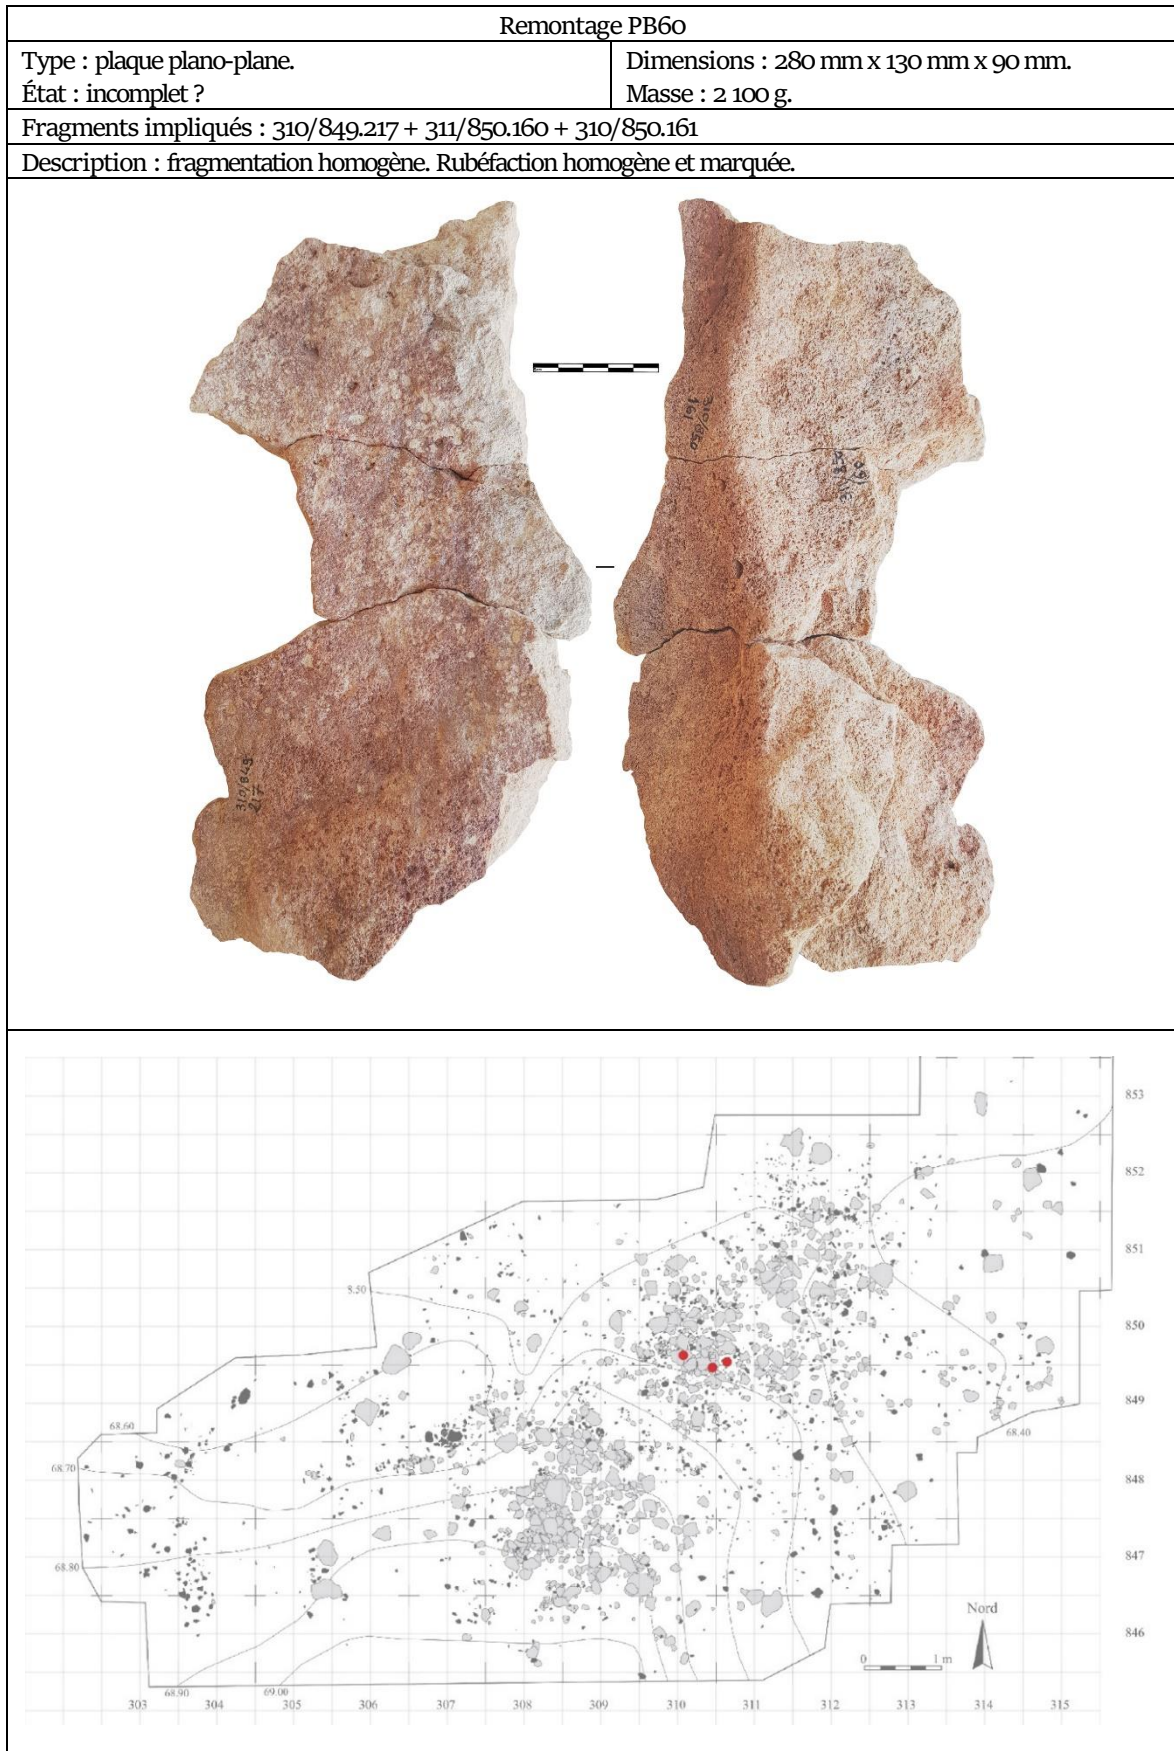 Remontage PB60
Type : plaque plano-plane.
État : incomplet ?
Dimensions : 280 mm x 130 mm x 90 mm.
Masse : 2 100 g.
Fragments impliqués : 310/849.217 + 311/850.160 + 310/850.161
Description : fragmentation homogène. Rubéfaction homogène et marquée.
310/850
161
311/850
160
310/849
217
853
852
851
8.50
850
849
68.60
68.40
68.70
848
68.80
847
Nord
846
0 1 m
68.90 69.00
303 304 305 306 307 308 309 310 311 312 313 314 315